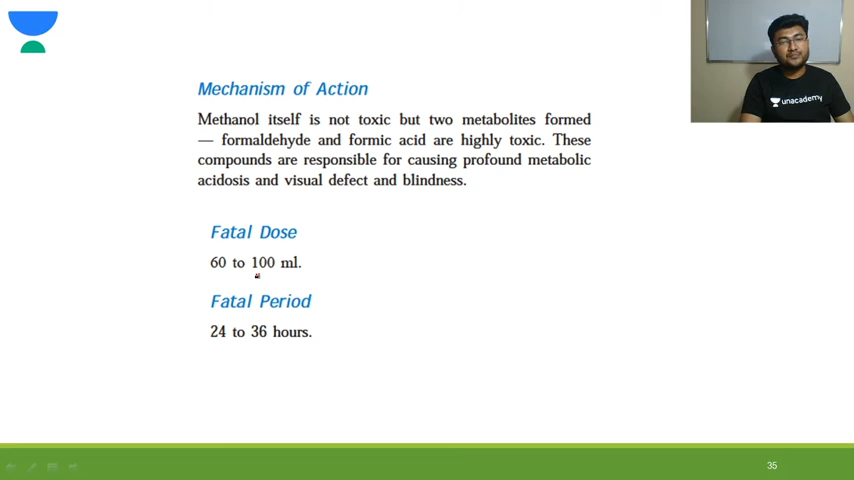 Mechanism of Action
Methanol itself is not toxic but two metabolites formed
— formaldehyde and formic acid are highly toxic. These
compounds are responsible for causing profound metabolic
acidosis and visual defect and blindness.
Fatal Dose
60 to 100 ml.
Fatal Period
24 to 36 hours.
unacademy
35